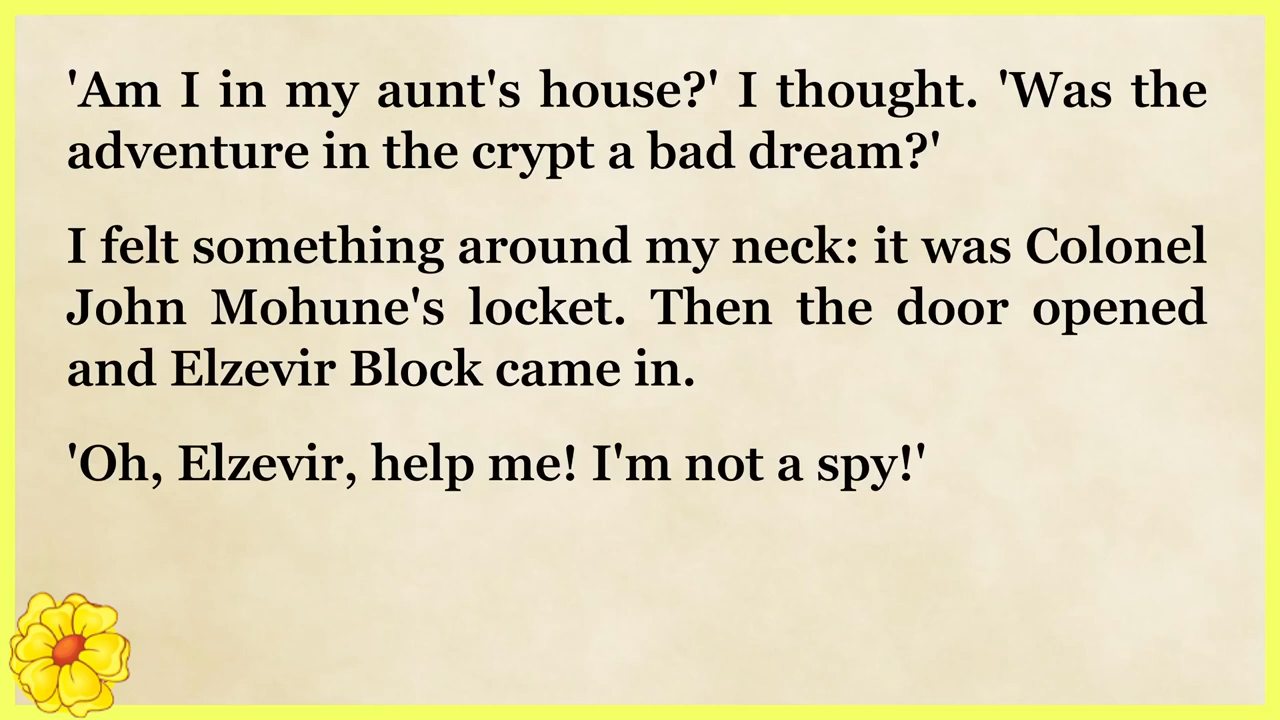 'Am I in my aunt's house?' I thought. 'Was the
adventure in the crypt a bad dream?'
I felt something around my neck: it was Colonel
John Mohune's locket. Then the door opened
and Elzevir Block came in.
'Oh, Elzevir, help me! I'm not a spy!'